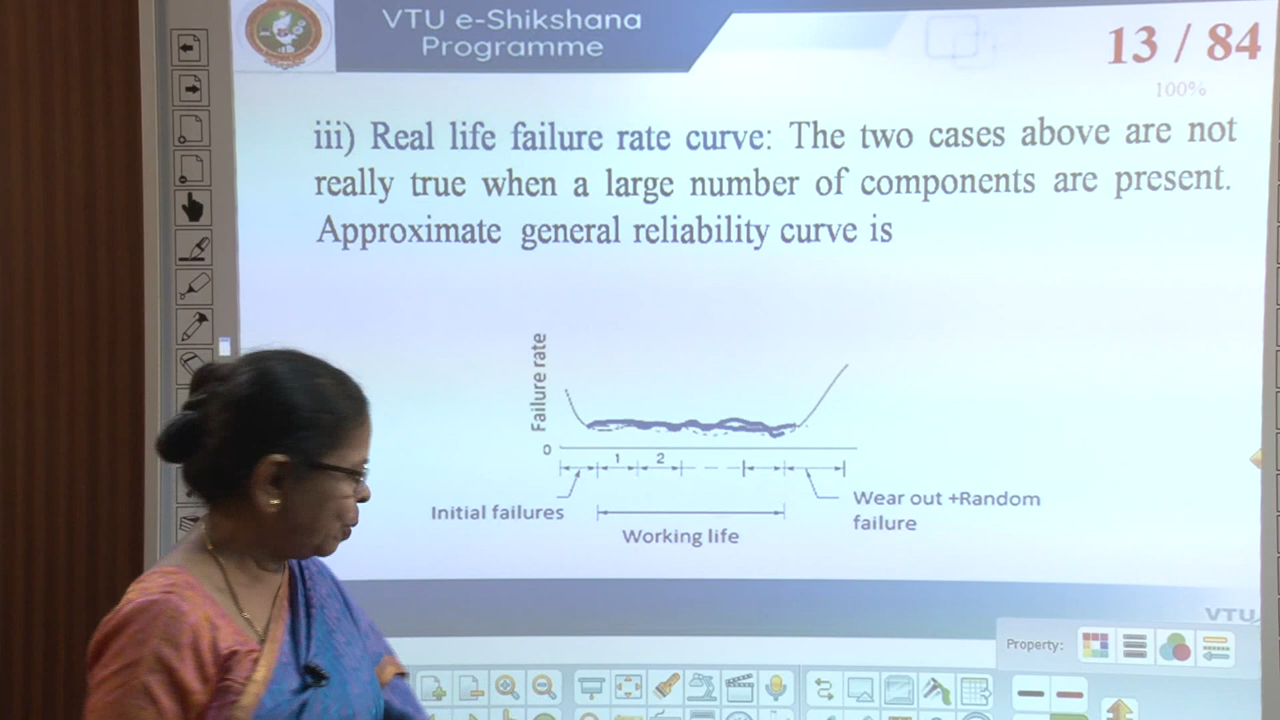 VTU e-Shikshana
Programme
13 / 84
100%
iii) Real life failure rate curve: The two cases above are not
really true when a large number of components are present.
Approximate general reliability curve is
Failure rate
0
1 2
Initial failures
Working life
Wear out +Random
failure
VTU
Property: